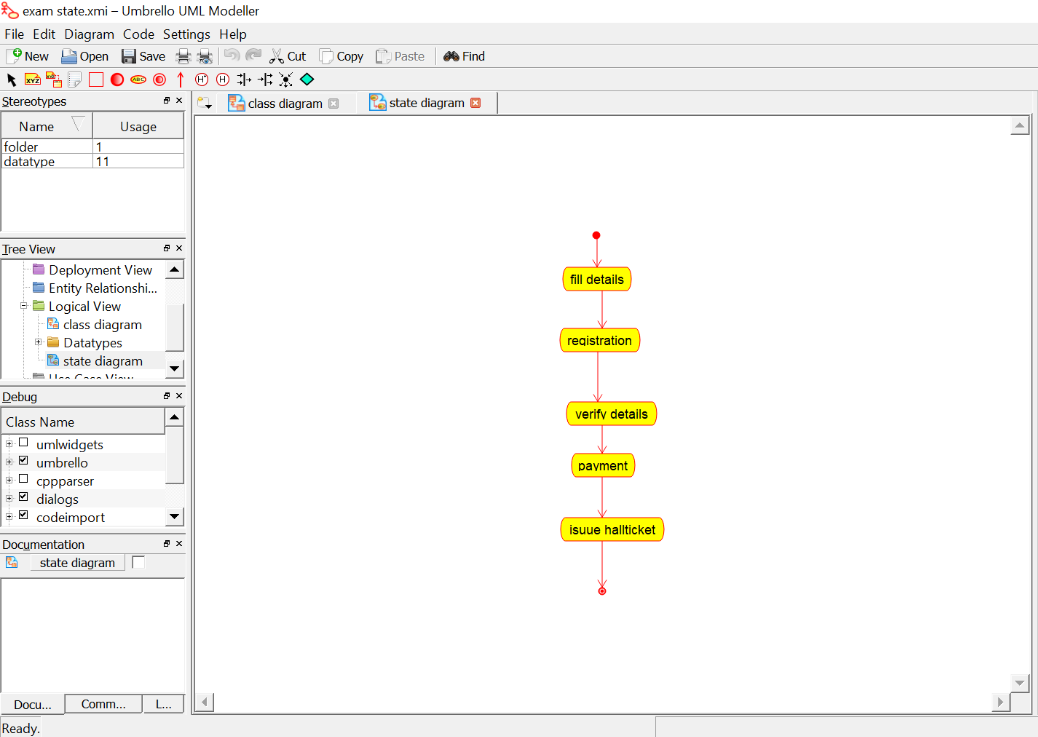 exam state.xmi – Umbrello UML Modeller
File Edit Diagram Code Settings Help
New Open Save Cut Copy Paste Find
XYZ ABC H* H
Stereotypes
Name Usage
folder 1
datatype 11
Tree View
Deployment View
Entity Relationshi...
Logical View
class diagram
Datatypes
state diagram
Use Case View
Debug
Class Name
umlwidgets
umbrello
cppparser
dialogs
codeimport
Documentation
state diagram
Docu... Comm... L...
Ready.
class diagram state diagram
fill details
registration
verify details
payment
isuue hallticket